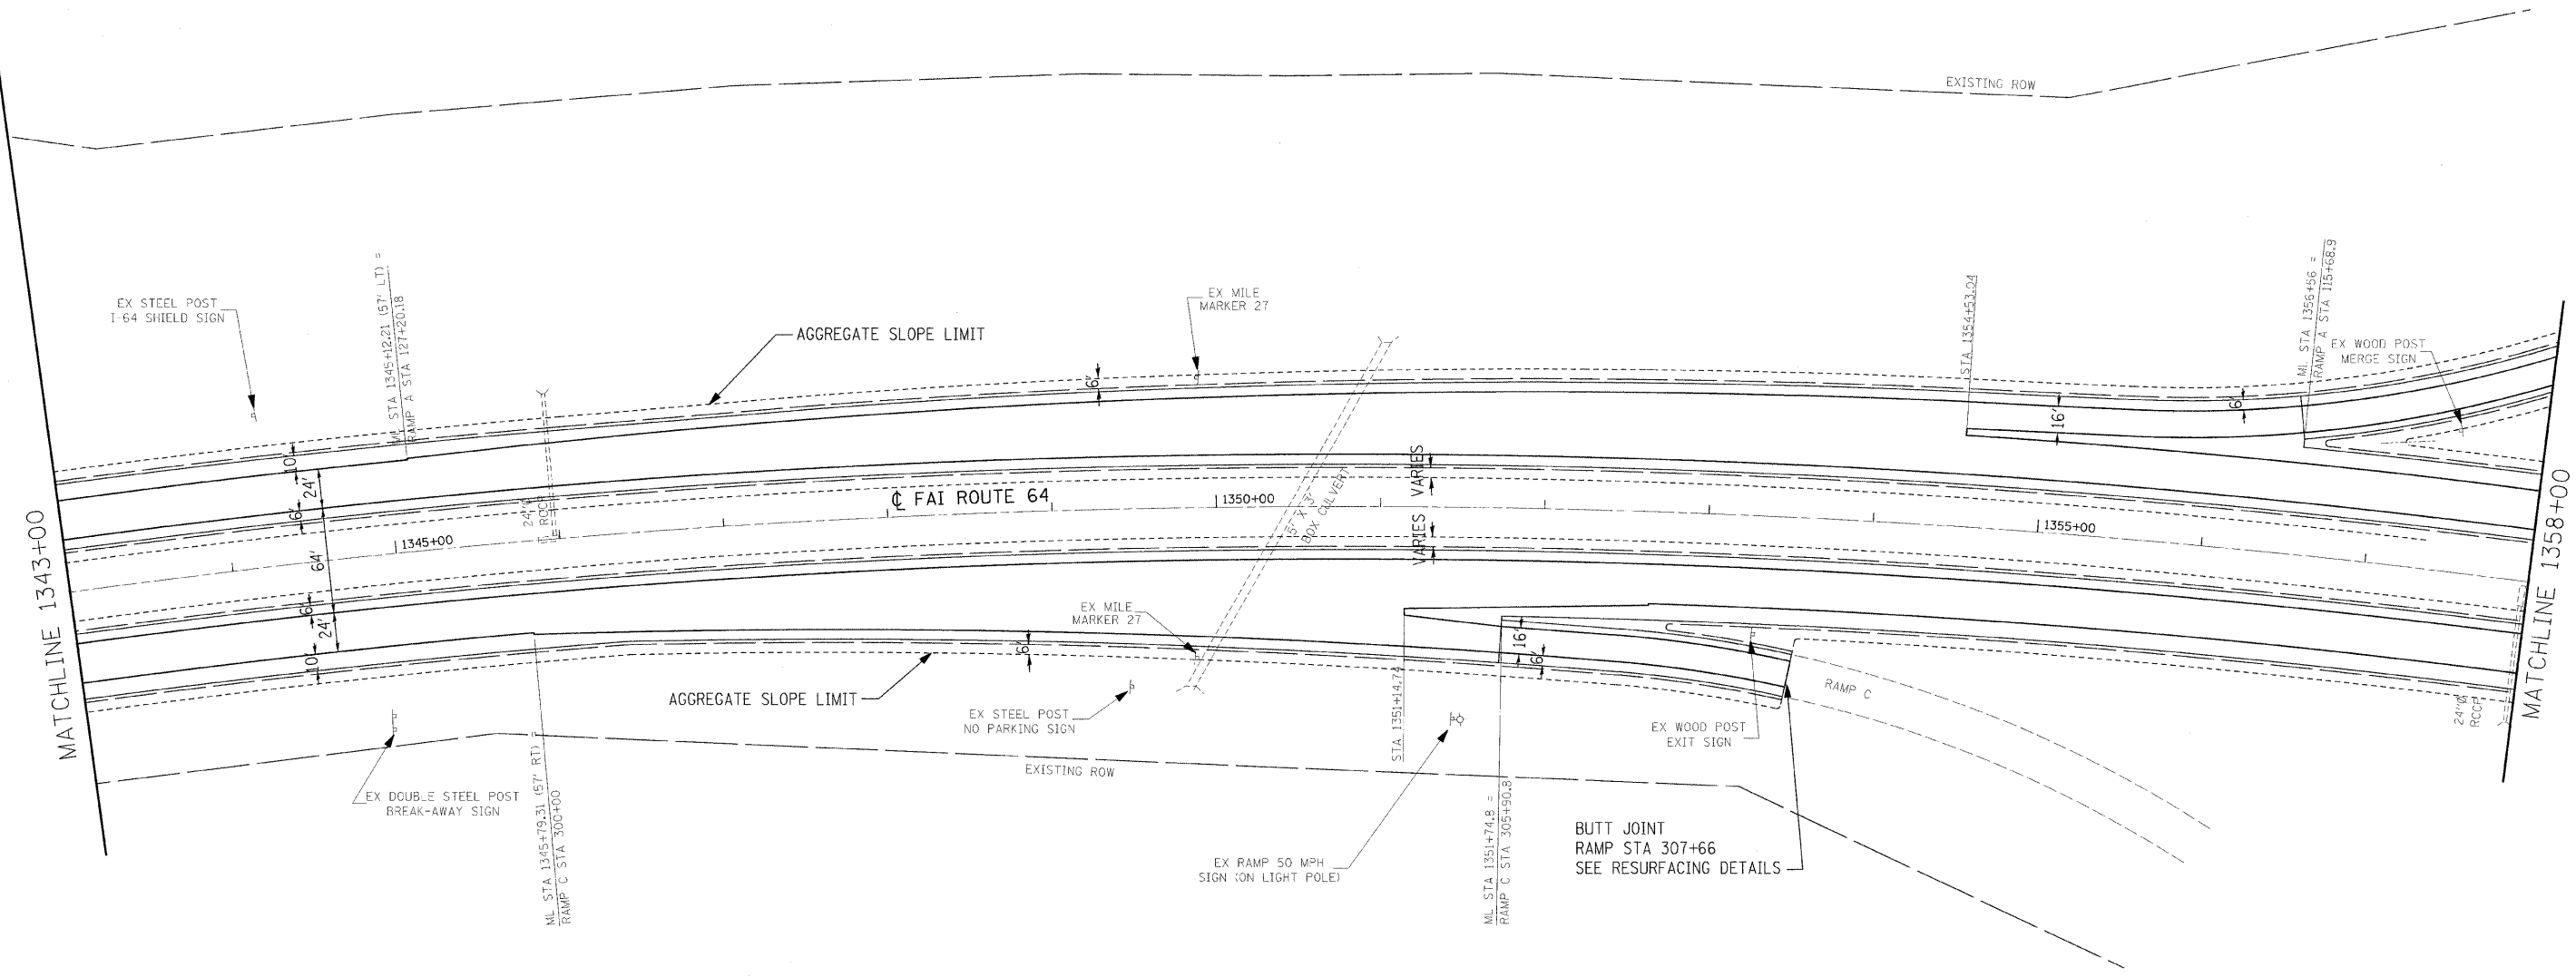 EXISTING ROW
MATCHLINE 1343+00
EX STEEL POST
I-64 SHIELD SIGN
ML STA 1345+12.21 (57' LT) =
RAMP A STA 127+20.18
AGGREGATE SLOPE LIMIT
EX MILE
MARKER 27
STA 1354+53.04
ML STA 1356+56 =
RAMP A STA 115+68.9
EX WOOD POST
MERGE SIGN
MATCHLINE 1358+00
10'
24'
6'
64'
6'
24'
10'
6'
16'
6'
24"Ø
RCCP
℄ FAI ROUTE 64
1345+00
1350+00
1355+00
VARIES
VARIES
5' X 3'
BOX CULVERT
EX MILE
MARKER 27
6'
16'
6'
AGGREGATE SLOPE LIMIT
EX STEEL POST
NO PARKING SIGN
EX DOUBLE STEEL POST
BREAK-AWAY SIGN
ML STA 1345+79.31 (57' RT) =
RAMP C STA 300+00
EXISTING ROW
STA 1351+14.78
ML STA 1351+74.8 =
RAMP C STA 305+90.8
EX RAMP 50 MPH
SIGN (ON LIGHT POLE)
EX WOOD POST
EXIT SIGN
RAMP C
BUTT JOINT
RAMP STA 307+66
SEE RESURFACING DETAILS
24"Ø
RCCP